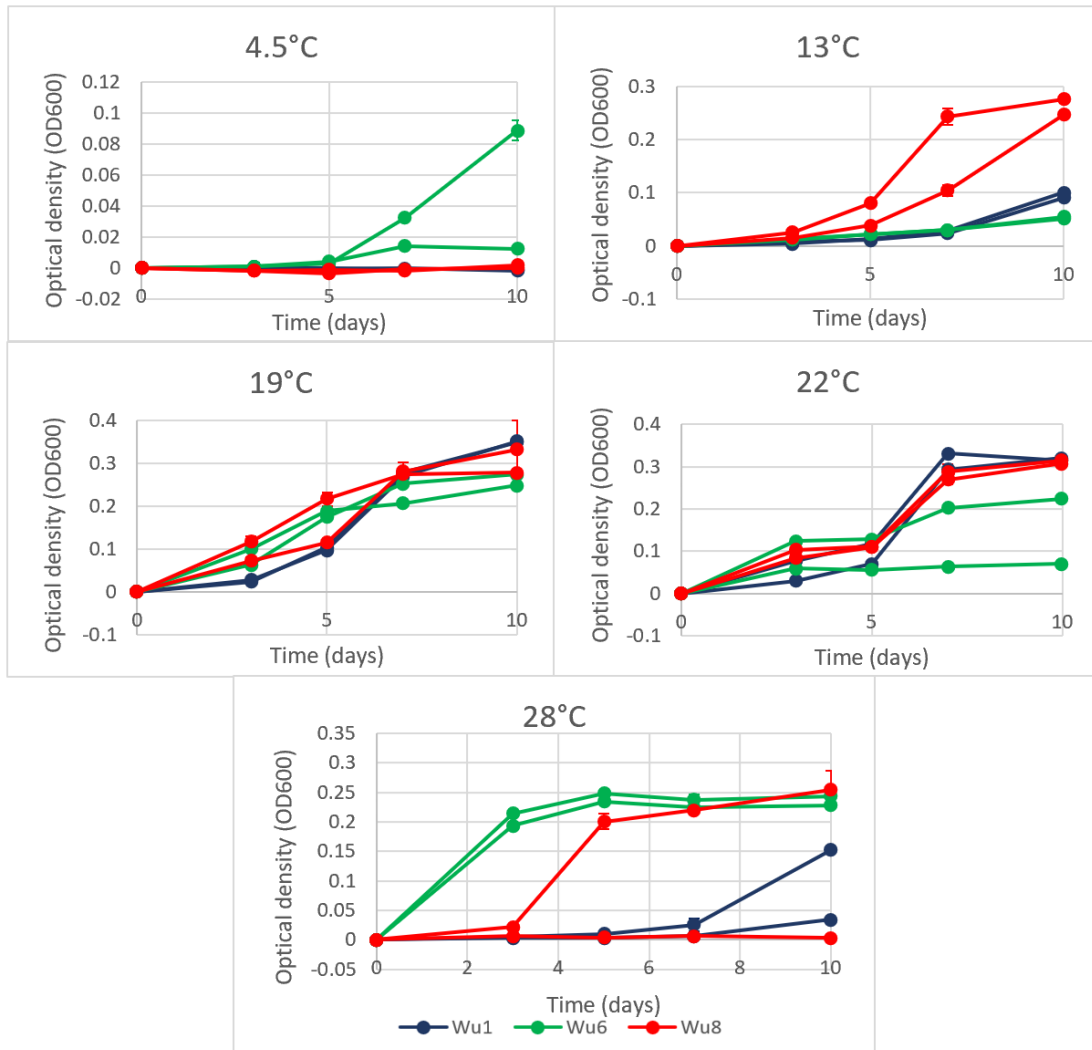 4.5°C
Optical density (OD600)
0.12
0.1
0.08
0.06
0.04
0.02
0
-0.02
0
5
10
Time (days)
13°C
Optical density (OD600)
0.3
0.2
0.1
0
-0.1
0
5
10
Time (days)
19°C
Optical density (OD600)
0.4
0.3
0.2
0.1
0
-0.1
0
5
10
Time (days)
22°C
Optical density (OD600)
0.4
0.3
0.2
0.1
0
-0.1
0
5
10
Time (days)
28°C
Optical density (OD600)
0.35
0.3
0.25
0.2
0.15
0.1
0.05
0
-0.05
0 2 4 6 8 10
Time (days)
Wu1 Wu6 Wu8